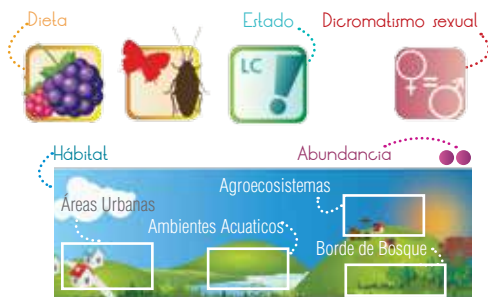 Dieta
Estado
Dicromatismo sexual
LC
Hábitat
Abundancia
Agroecosistemas
Áreas Urbanas
Ambientes Acuaticos
Borde de Bosque